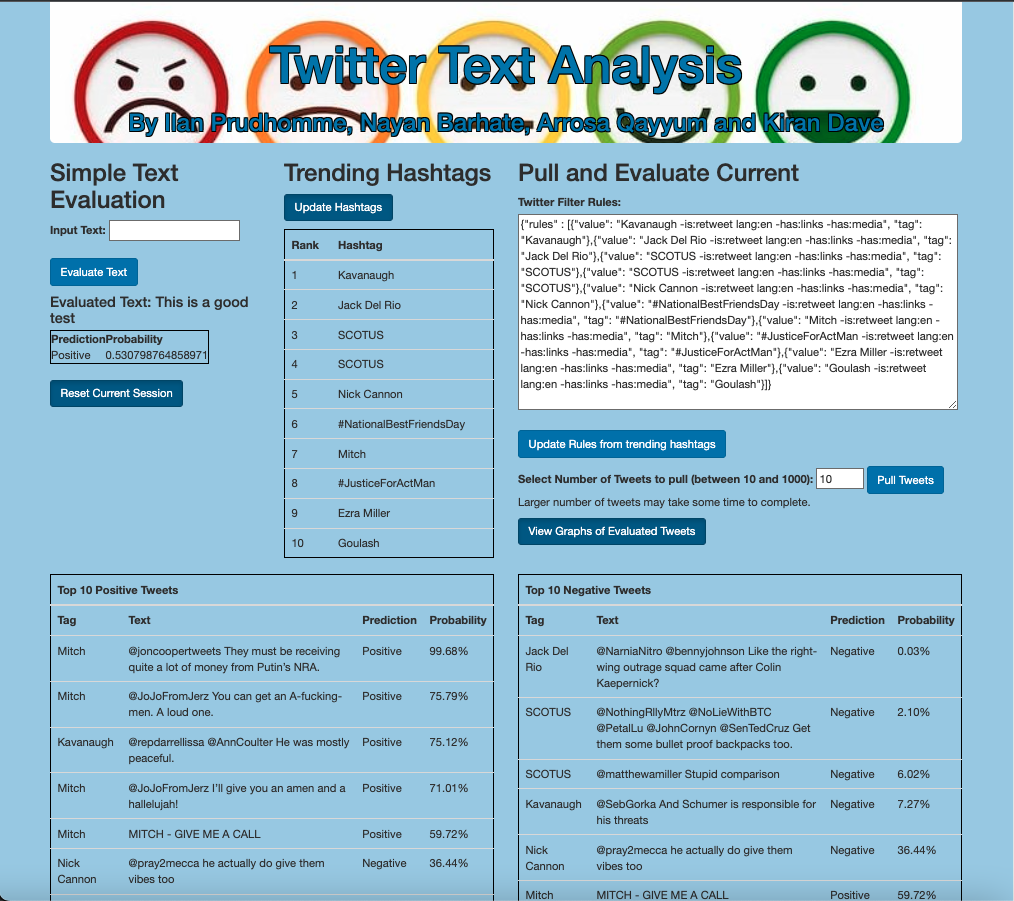 Twitter Text Analysis
By Ilan Prudhomme, Nayan Barhate, Arrosa Qayyum and Kiran Dave
Simple Text
Evaluation
Input Text:
Evaluate Text
Evaluated Text: This is a good
test
PredictionProbability
Positive 0.530798764858971
Reset Current Session
Trending Hashtags
Update Hashtags
Rank Hashtag
1 Kavanaugh
2 Jack Del Rio
3 SCOTUS
4 SCOTUS
5 Nick Cannon
6 #NationalBestFriendsDay
7 Mitch
8 #JusticeForActMan
9 Ezra Miller
10 Goulash
Pull and Evaluate Current
Twitter Filter Rules:
{"rules" : [{"value": "Kavanaugh -is:retweet lang:en -has:links -has:media", "tag":
"Kavanaugh"},{"value": "Jack Del Rio -is:retweet lang:en -has:links -has:media", "tag":
"Jack Del Rio"},{"value": "SCOTUS -is:retweet lang:en -has:links -has:media", "tag":
"SCOTUS"},{"value": "SCOTUS -is:retweet lang:en -has:links -has:media", "tag":
"SCOTUS"},{"value": "Nick Cannon -is:retweet lang:en -has:links -has:media", "tag":
"Nick Cannon"},{"value": "#NationalBestFriendsDay -is:retweet lang:en -has:links -
has:media", "tag": "#NationalBestFriendsDay"},{"value": "Mitch -is:retweet lang:en -
has:links -has:media", "tag": "Mitch"},{"value": "#JusticeForActMan -is:retweet lang:en
-has:links -has:media", "tag": "#JusticeForActMan"},{"value": "Ezra Miller -is:retweet
lang:en -has:links -has:media", "tag": "Ezra Miller"},{"value": "Goulash -is:retweet
lang:en -has:links -has:media", "tag": "Goulash"}]}
Update Rules from trending hashtags
Select Number of Tweets to pull (between 10 and 1000): 10 Pull Tweets
Larger number of tweets may take some time to complete.
View Graphs of Evaluated Tweets
Top 10 Positive Tweets
Tag Text Prediction Probability
Mitch @joncoopertweets They must be receiving Positive 99.68%
quite a lot of money from Putin's NRA.
Mitch @JoJoFromJerz You can get an A-fucking- Positive 75.79%
men. A loud one.
Kavanaugh @repdarrellissa @AnnCoulter He was mostly Positive 75.12%
peaceful.
Mitch @JoJoFromJerz I'll give you an amen and a Positive 71.01%
hallelujah!
Mitch MITCH - GIVE ME A CALL Positive 59.72%
Nick @pray2mecca he actually do give them Negative 36.44%
Cannon vibes too
Top 10 Negative Tweets
Tag Text Prediction Probability
Jack Del @NarniaNitro @bennyjohnson Like the right- Negative 0.03%
Rio wing outrage squad came after Colin
Kaepernick?
SCOTUS @NothingRllyMtrz @NoLieWithBTC Negative 2.10%
@PetalLu @JohnCornyn @SenTedCruz Get
them some bullet proof backpacks too.
SCOTUS @matthewamiller Stupid comparison Negative 6.02%
Kavanaugh @SebGorka And Schumer is responsible for Negative 7.27%
his threats
Nick @pray2mecca he actually do give them Negative 36.44%
Cannon vibes too
Mitch MITCH - GIVE ME A CALL Positive 59.72%